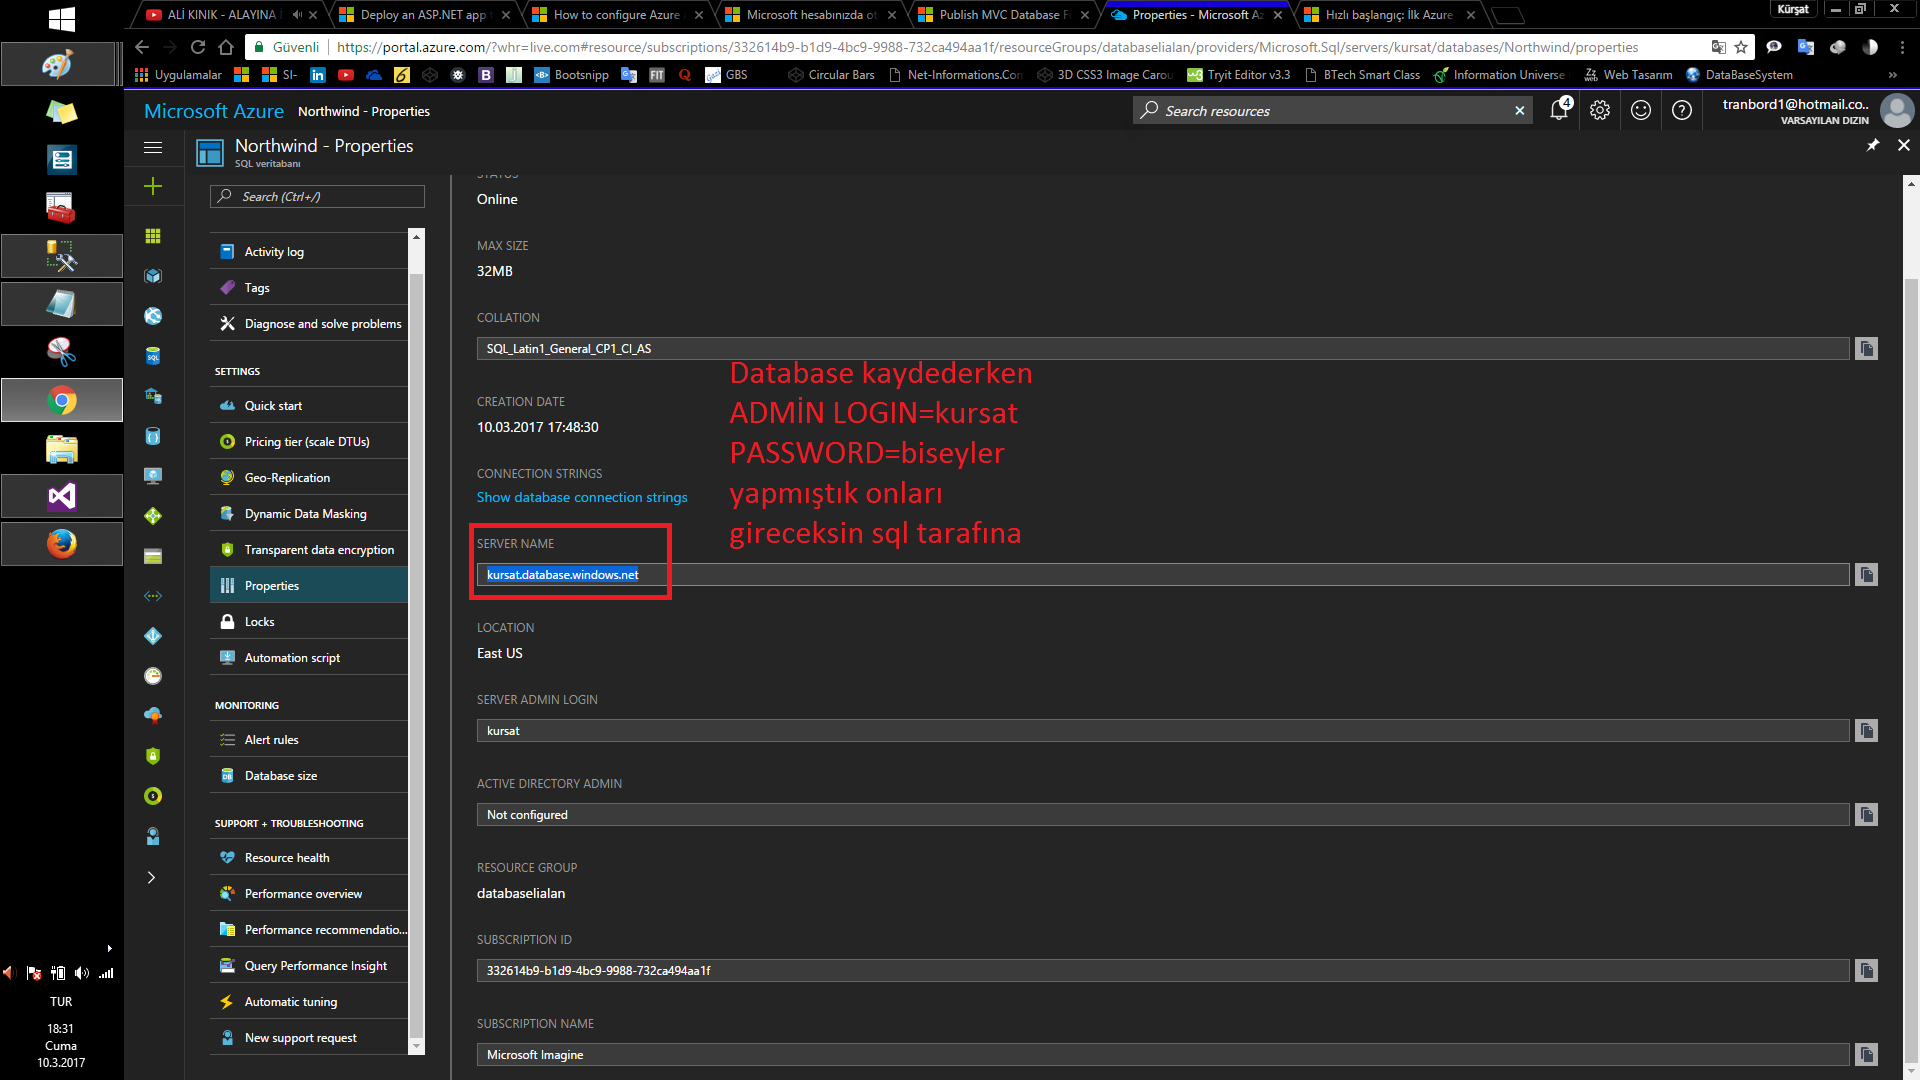 Kürşat
ALİ KINIK - ALAYINA İ
Deploy an ASP.NET app
How to configure Azure
Microsoft hesabınızda ot
Publish MVC Database Fi
Properties - Microsoft Az
Hızlı başlangıç: İlk Azure
Güvenli
https://portal.azure.com/?whr=live.com#resource/subscriptions/332614b9-b1d9-4bc9-9988-732ca494aa1f/resourceGroups/databaselialan/providers/Microsoft.Sql/servers/kursat/databases/Northwind/properties
Uygulamalar
SI-
Bootsnipp
FIT
GBS
Circular Bars
Net-Informations.Con
3D CSS3 Image Carou
Tryit Editor v3.3
BTech Smart Class
Information Universe
Web Tasarım
DataBaseSystem
Microsoft Azure
Northwind - Properties
Search resources
4
tranbord1@hotmail.co..
VARSAYILAN DIZIN
Northwind - Properties
SQL veritabanı
Search (Ctrl+/)
Activity log
Tags
Diagnose and solve problems
SETTINGS
Quick start
Pricing tier (scale DTUs)
Geo-Replication
Dynamic Data Masking
Transparent data encryption
Properties
Locks
Automation script
MONITORING
Alert rules
Database size
SUPPORT + TROUBLESHOOTING
Resource health
Performance overview
Performance recommendatio...
Query Performance Insight
Automatic tuning
New support request
STATUS
Online
MAX SIZE
32MB
COLLATION
SQL_Latin1_General_CP1_CI_AS
CREATION DATE
10.03.2017 17:48:30
CONNECTION STRINGS
Show database connection strings
Database kaydederken
ADMİN LOGIN=kursat
PASSWORD=biseyler
yapmıştık onları
gireceksin sql tarafına
SERVER NAME
kursat.database.windows.net
LOCATION
East US
SERVER ADMIN LOGIN
kursat
ACTIVE DIRECTORY ADMIN
Not configured
RESOURCE GROUP
databaselialan
SUBSCRIPTION ID
332614b9-b1d9-4bc9-9988-732ca494aa1f
SUBSCRIPTION NAME
Microsoft Imagine
TUR
18:31
Cuma
10.3.2017